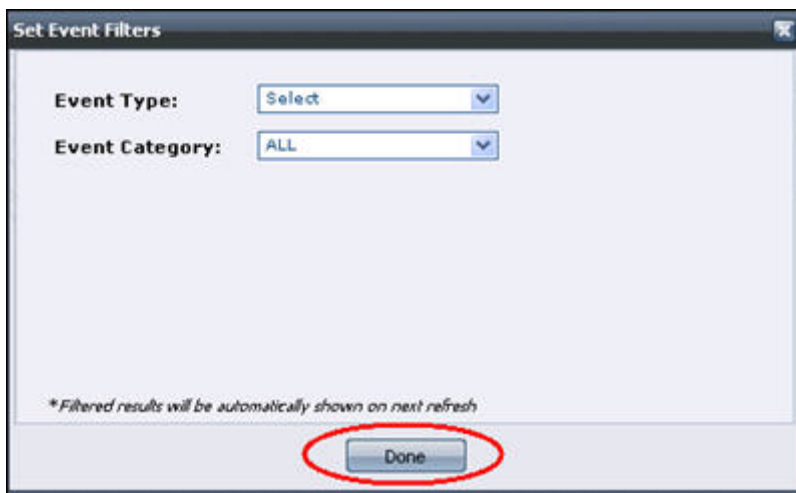 Set Event Filters
Event Type: Select
Event Category: ALL
*Filtered results will be automatically shown on next refresh
Done